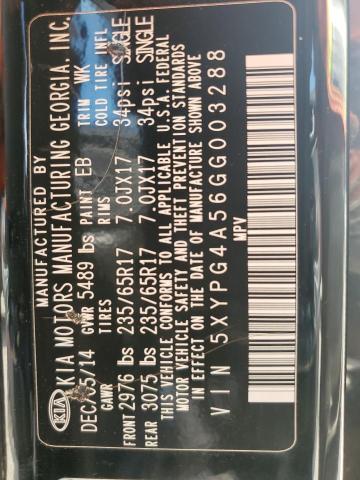 KIA
MANUFACTURED BY
KIA MOTORS MANUFACTURING GEORGIA, INC.
DEC/05/14 PAINT EB TRIM WK
GVWR 5489 lbs
GAWR TIRES RIMS COLD TIRE INFL
FRONT 2976 lbs 235/65R17 7.0JX17 34psi SINGLE
REAR 3075 lbs 235/65R17 7.0JX17 34psi SINGLE
THIS VEHICLE CONFORMS TO ALL APPLICABLE U.S.A. FEDERAL
MOTOR VEHICLE SAFETY AND THEFT PREVENTION STANDARDS
IN EFFECT ON THE DATE OF MANUFACTURE SHOWN ABOVE
VIN 5XYPG4A56GG003288
MPV